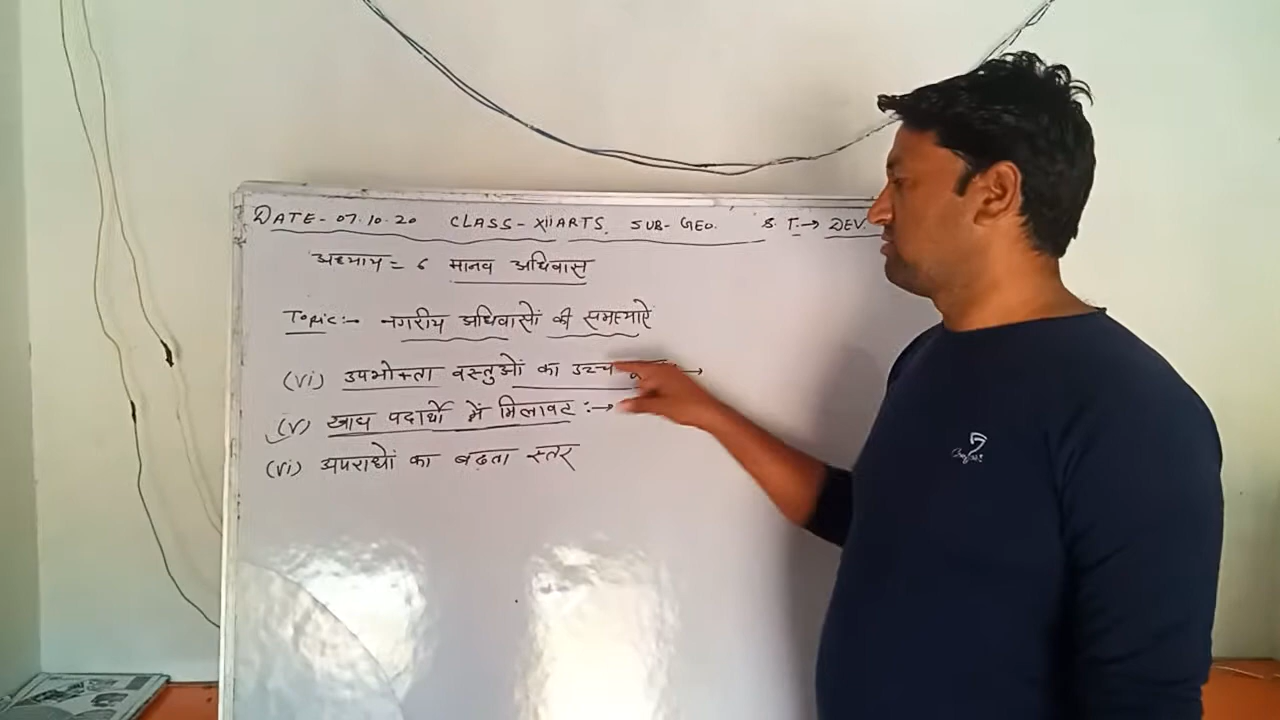 DATE - 07.10.20 CLASS - XII ARTS. SUB - GEO. S.T. → DEV.
अध्याय = 6 मानव अधिवास
Topic :- नगरीय अधिवासों की समस्याऐं
(vi) उपभोक्ता वस्तुओं का उच्च →
(v) खाद्य पदार्थों में मिलावट :→
(vi) अपराधों का बढ़ता स्तर